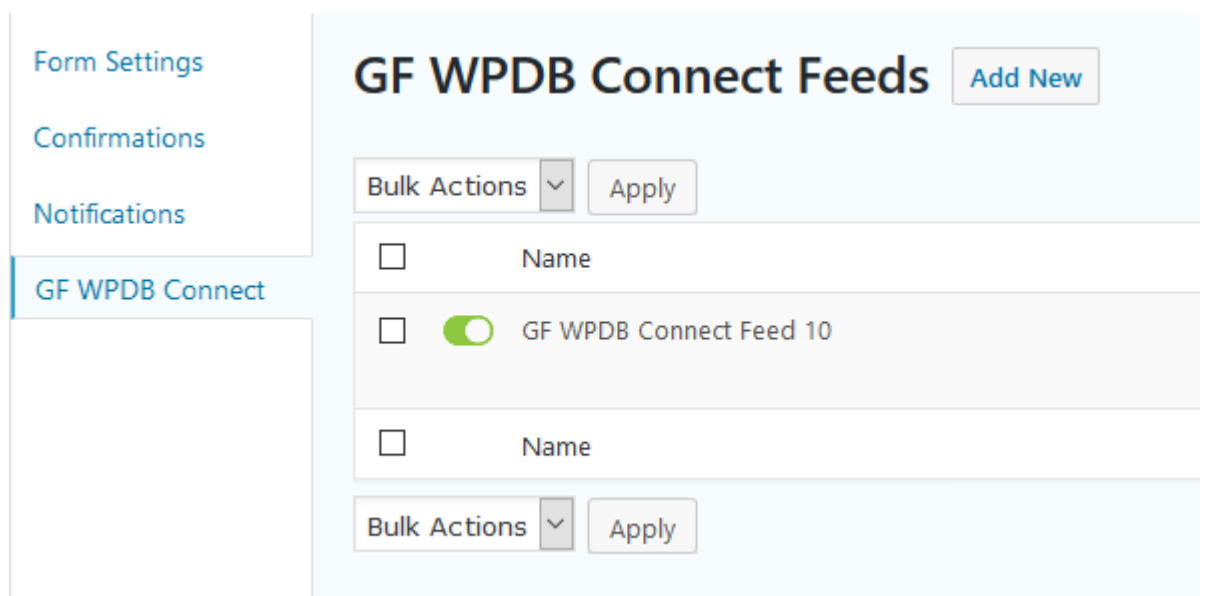 Form Settings
Confirmations
Notifications
GF WPDB Connect
GF WPDB Connect Feeds Add New
Bulk Actions Apply
Name
GF WPDB Connect Feed 10
Name
Bulk Actions Apply